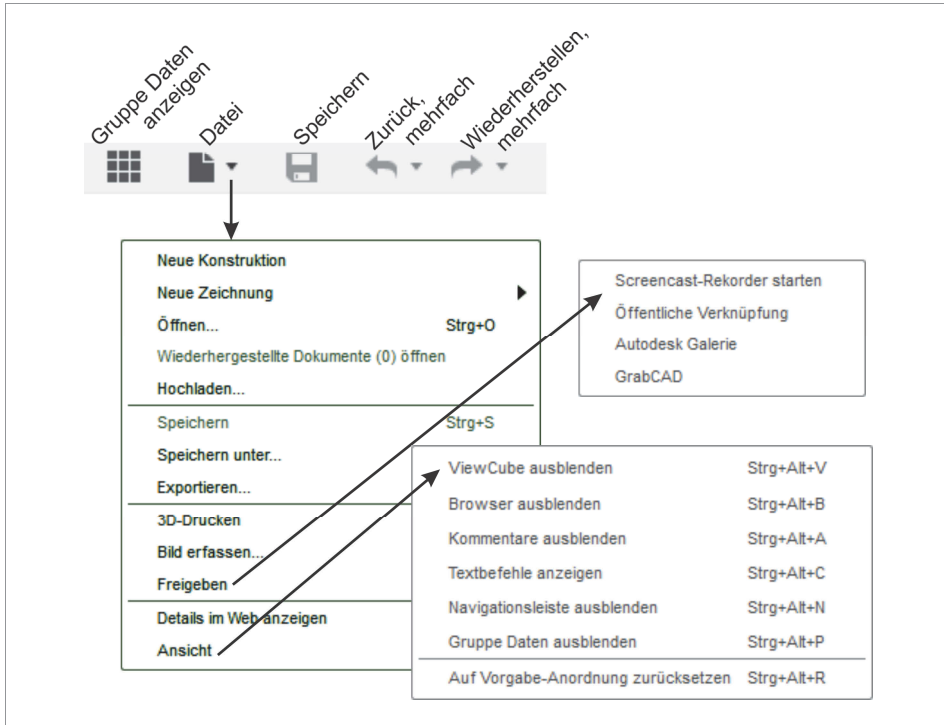 Gruppe Daten
anzeigen
Datei
Speichern
Zurück,
mehrfach
Wiederherstellen,
mehrfach
Neue Konstruktion
Neue Zeichnung
Öffnen... Strg+O
Wiederhergestellte Dokumente (0) öffnen
Hochladen...
Speichern Strg+S
Speichern unter...
Exportieren...
3D-Drucken
Bild erfassen...
Freigeben
Details im Web anzeigen
Ansicht
Screencast-Rekorder starten
Öffentliche Verknüpfung
Autodesk Galerie
GrabCAD
ViewCube ausblenden Strg+Alt+V
Browser ausblenden Strg+Alt+B
Kommentare ausblenden Strg+Alt+A
Textbefehle anzeigen Strg+Alt+C
Navigationsleiste ausblenden Strg+Alt+N
Gruppe Daten ausblenden Strg+Alt+P
Auf Vorgabe-Anordnung zurücksetzen Strg+Alt+R